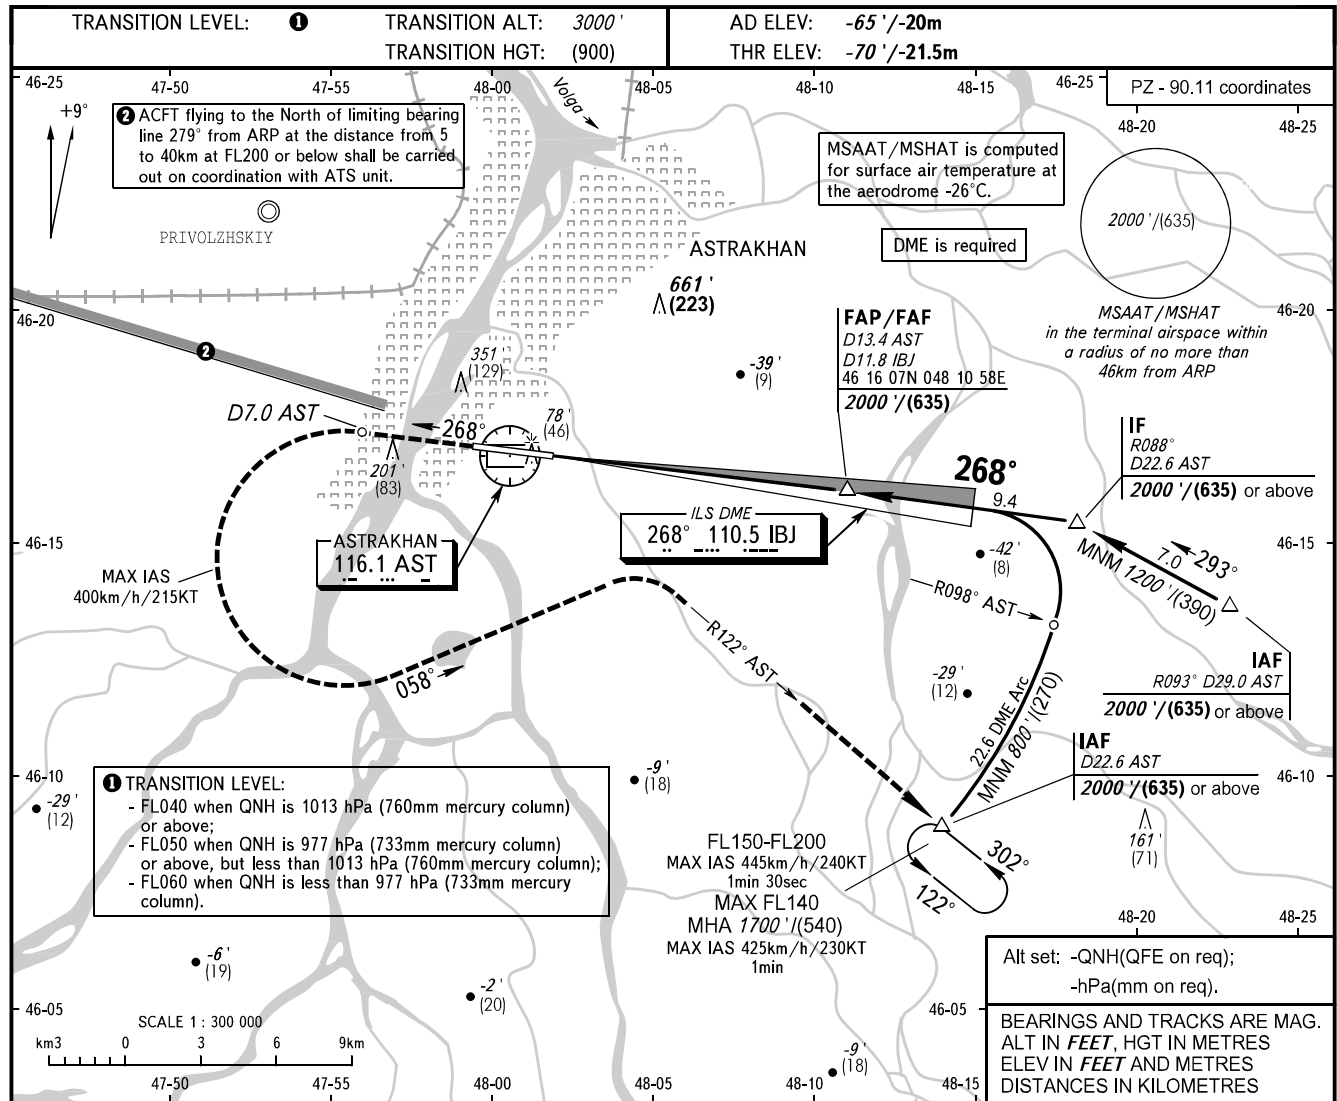 TRANSITION LEVEL: ❶ TRANSITION ALT: 3000 '
TRANSITION HGT: (900)
AD ELEV: -65 '/-20m
THR ELEV: -70 '/-21.5m
46-25 47-50 47-55 48-00 48-05 48-10 48-15 46-25
PZ - 90.11 coordinates
48-20 48-25
+9°
❷ ACFT flying to the North of limiting bearing
line 279° from ARP at the distance from 5
to 40km at FL200 or below shall be carried
out on coordination with ATS unit.
PRIVOLZHSKIY
Volga
MSAAT/MSHAT is computed
for surface air temperature at
the aerodrome -26°C.
DME is required
2000 '/(635)
MSAAT/MSHAT
in the terminal airspace within
a radius of no more than
46km from ARP
ASTRAKHAN
661 '
(223)
46-20
46-20
❷
FAP/FAF
D13.4 AST
D11.8 IBJ
46 16 07N 048 10 58E
2000 '/(635)
351 '
(129)
-39 '
(9)
D7.0 AST
268°
78 '
(46)
201 '
(83)
IF
R088°
D22.6 AST
2000 '/(635) or above
268°
9.4
ILS DME
268° 110.5 IBJ
ASTRAKHAN
116.1 AST
46-15
46-15
MAX IAS
400km/h/215KT
-42 '
(8)
R098° AST
7.0
293°
MNM 1200 '/(390)
R122° AST
058°
-29 '
(12)
IAF
R093° D29.0 AST
2000 '/(635) or above
22.6 DME Arc
MNM 800 '/(270)
IAF
D22.6 AST
2000 '/(635) or above
46-10
46-10
❶ TRANSITION LEVEL:
- FL040 when QNH is 1013 hPa (760mm mercury column)
or above;
- FL050 when QNH is 977 hPa (733mm mercury column)
or above, but less than 1013 hPa (760mm mercury column);
- FL060 when QNH is less than 977 hPa (733mm mercury
column).
-29 '
(12)
-9 '
(18)
161 '
(71)
FL150-FL200
MAX IAS 445km/h/240KT
1min 30sec
MAX FL140
MHA 1700 '/(540)
MAX IAS 425km/h/230KT
1min
302°
122°
48-20 48-25
-6 '
(19)
-2 '
(20)
-9 '
(18)
Alt set: -QNH(QFE on req);
-hPa(mm on req).
46-05
46-05
SCALE 1 : 300 000
km3 0 3 6 9km
BEARINGS AND TRACKS ARE MAG.
ALT IN FEET, HGT IN METRES
ELEV IN FEET AND METRES
DISTANCES IN KILOMETRES
47-50 47-55 48-00 48-05 48-10 48-15